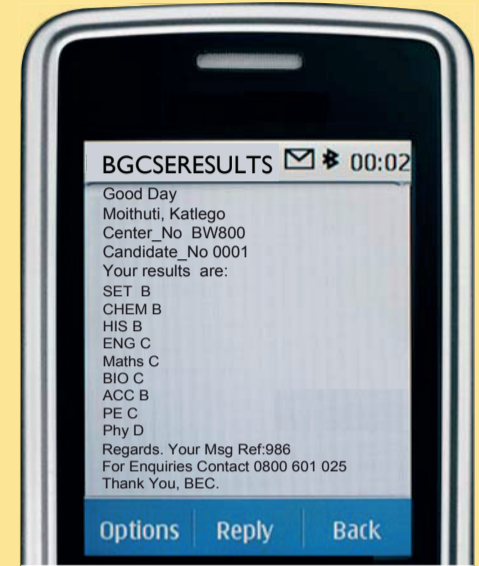 BGCSERESULTS 00:02
Good Day
Moithuti, Katlego
Center_No BW800
Candidate_No 0001
Your results are:
SET B
CHEM B
HIS B
ENG C
Maths C
BIO C
ACC B
PE C
Phy D
Regards. Your Msg Ref:986
For Enquiries Contact 0800 601 025
Thank You, BEC.
Options Reply Back